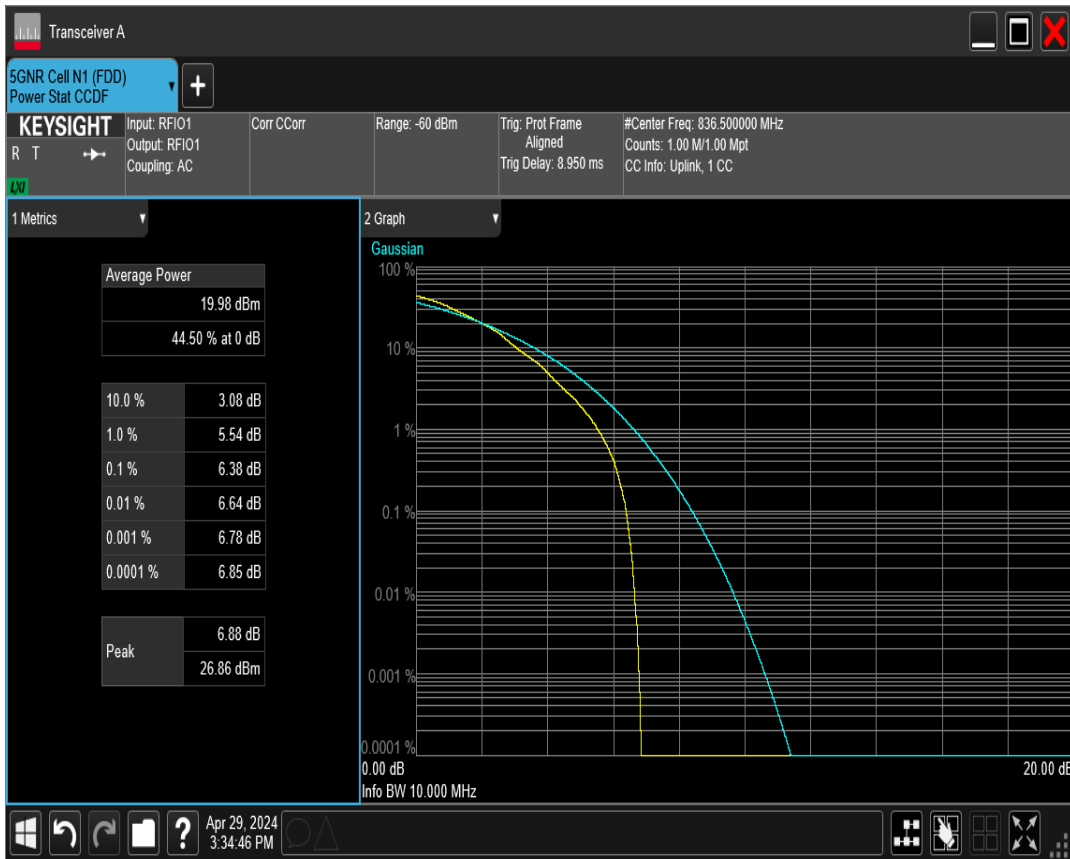 Transceiver A
5GNR Cell N1 (FDD)
Power Stat CCDF
+
KEYSIGHT
R T
LXI
Input: RFIO1
Output: RFIO1
Coupling: AC
Corr CCorr
Range: -60 dBm
Trig: Prot Frame
Aligned
Trig Delay: 8.950 ms
#Center Freq: 836.500000 MHz
Counts: 1.00 M/1.00 Mpt
CC Info: Uplink, 1 CC
1 Metrics
Average Power
19.98 dBm
44.50 % at 0 dB
10.0 % 3.08 dB
1.0 % 5.54 dB
0.1 % 6.38 dB
0.01 % 6.64 dB
0.001 % 6.78 dB
0.0001 % 6.85 dB
Peak
6.88 dB
26.86 dBm
2 Graph
Gaussian
100 %
10 %
1 %
0.1 %
0.01 %
0.001 %
0.0001 %
0.00 dB 20.00 dB
Info BW 10.000 MHz
?
Apr 29, 2024
3:34:46 PM